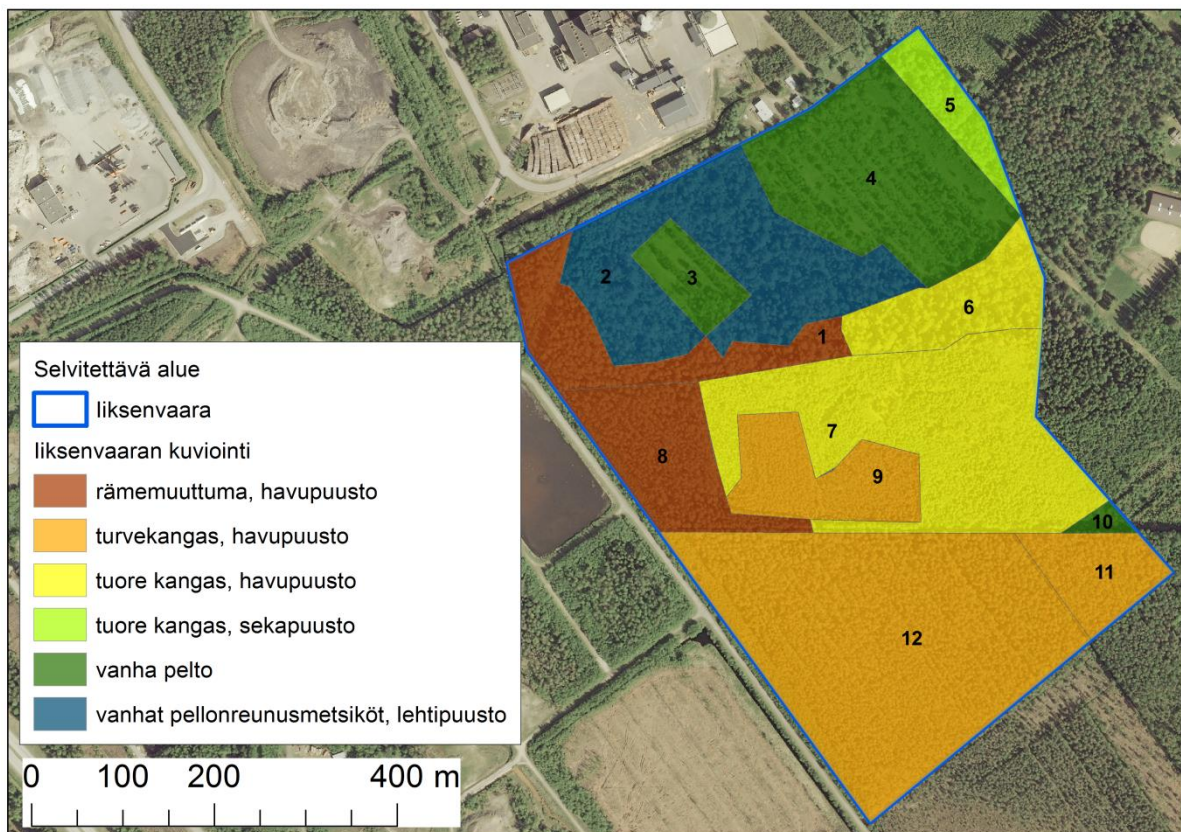 5
4
2
3
6
1
7
8
9
10
11
12
Selvitettävä alue
Iiksenvaara
Iiksenvaaran kuviointi
rämemuuttuma, havupuusto
turvekangas, havupuusto
tuore kangas, havupuusto
tuore kangas, sekapuusto
vanha pelto
vanhat pellonreunusmetsiköt, lehtipuusto
0 100 200 400 m